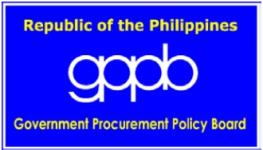 Republic of the Philippines
gppb
Government Procurement Policy Board